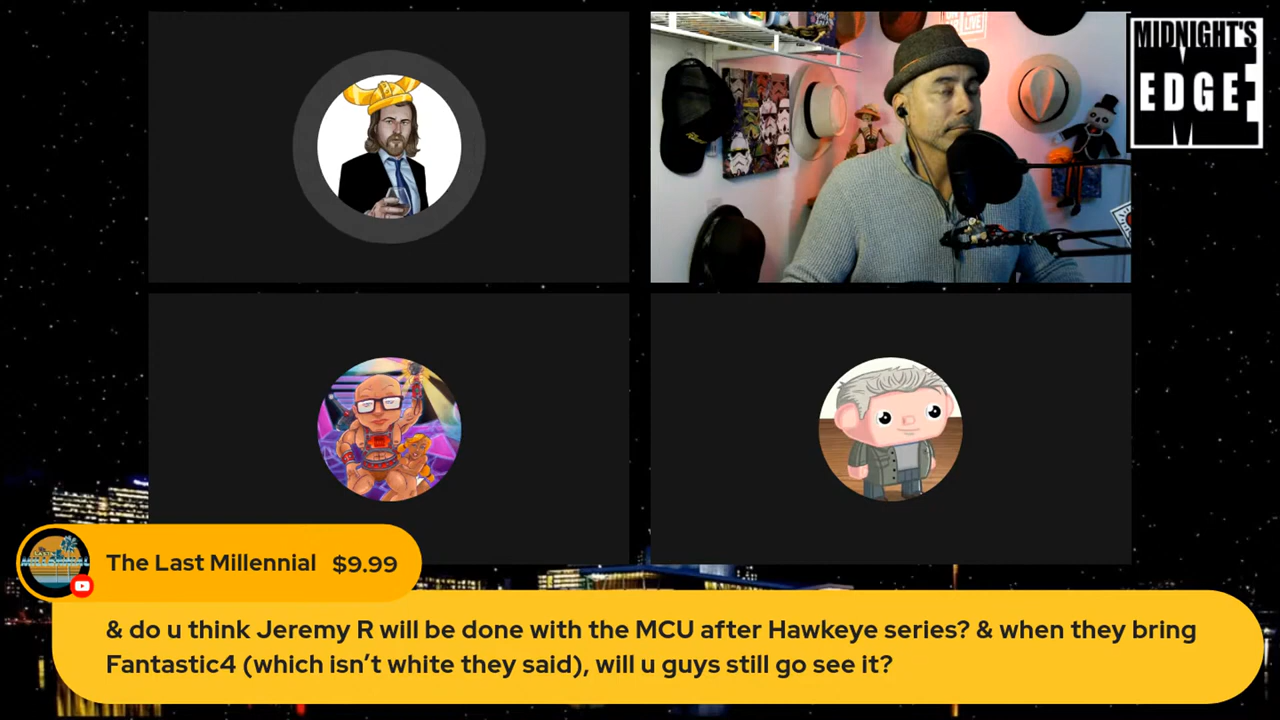 MIDNIGHT'S
EDGE
LIVE
The Last Millennial $9.99
& do u think Jeremy R will be done with the MCU after Hawkeye series? & when they bring
Fantastic4 (which isn’t white they said), will u guys still go see it?